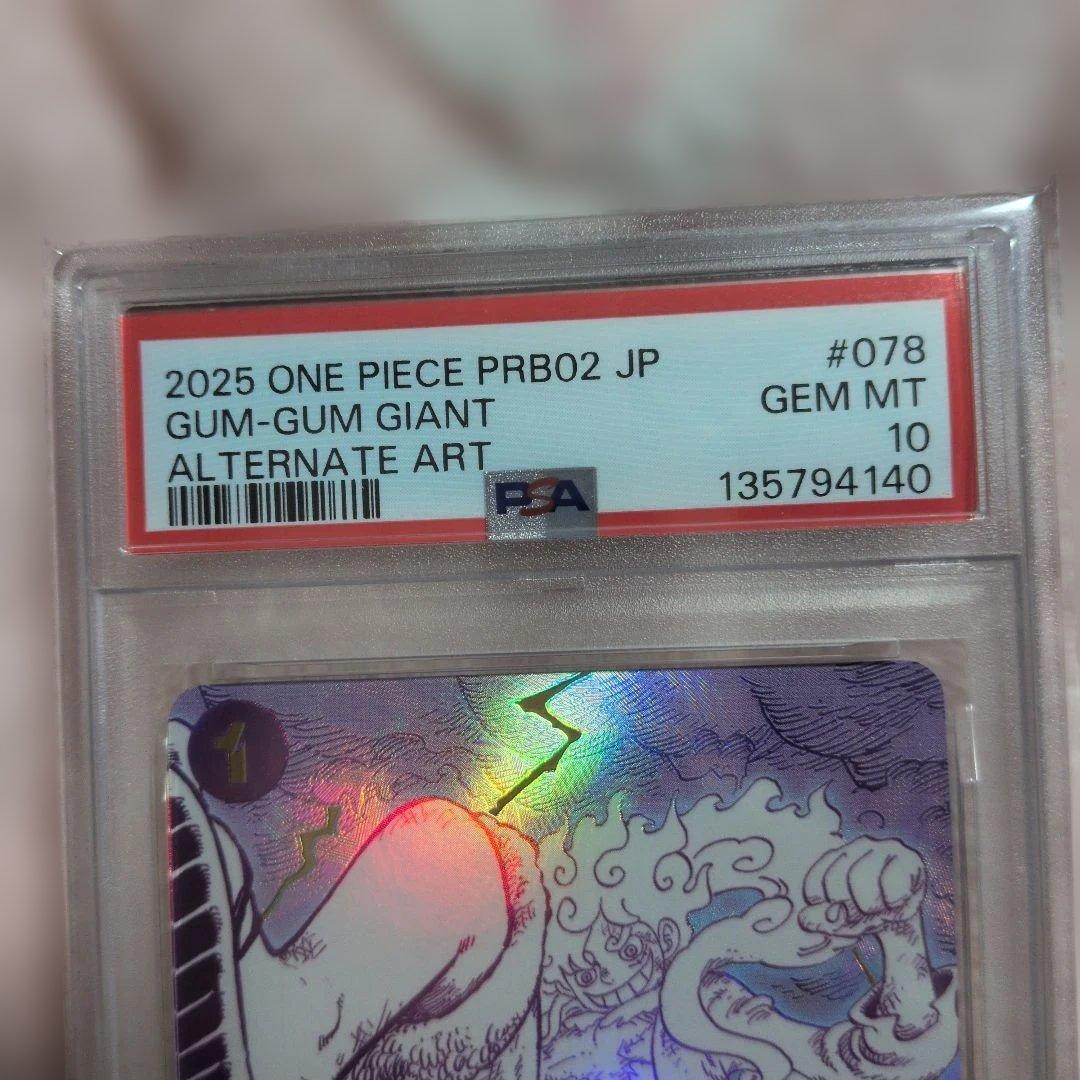 2025 ONE PIECE PRB02 JP #078
GUM-GUM GIANT GEM MT
ALTERNATE ART 10
PSA 135794140
1